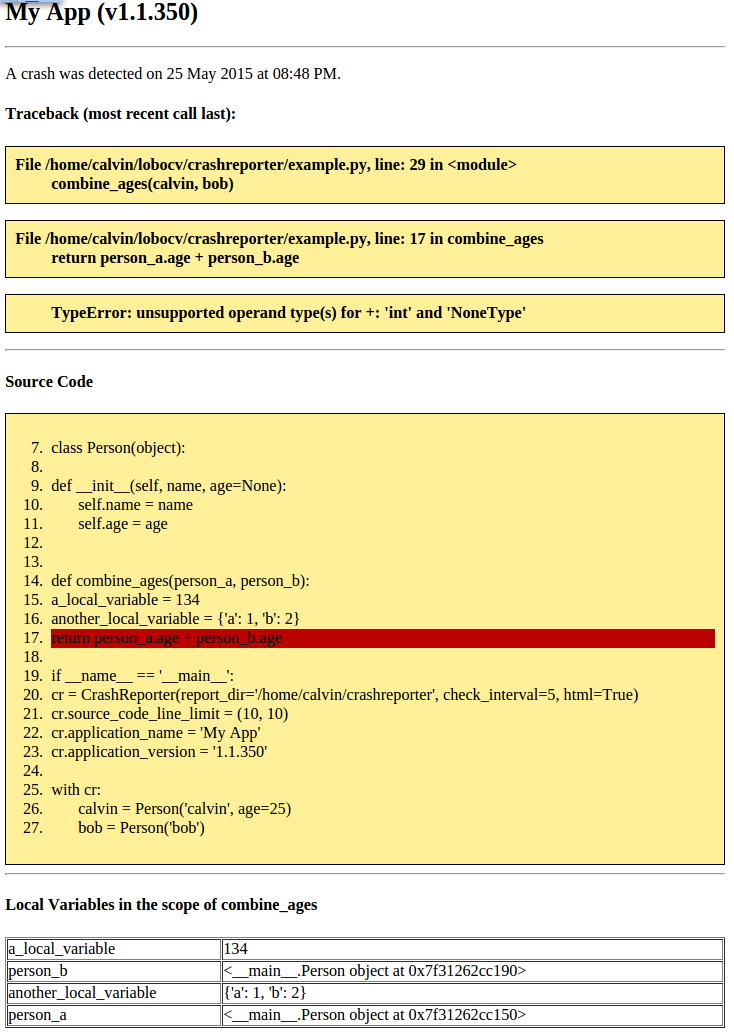 My App (v1.1.350)
A crash was detected on 25 May 2015 at 08:48 PM.
Traceback (most recent call last):
File /home/calvin/lobocv/crashreporter/example.py, line: 29 in <module>
combine_ages(calvin, bob)
File /home/calvin/lobocv/crashreporter/example.py, line: 17 in combine_ages
return person_a.age + person_b.age
TypeError: unsupported operand type(s) for +: 'int' and 'NoneType'
Source Code
7. class Person(object):
8.
9. def __init__(self, name, age=None):
10. self.name = name
11. self.age = age
12.
13.
14. def combine_ages(person_a, person_b):
15. a_local_variable = 134
16. another_local_variable = {'a': 1, 'b': 2}
17. return person_a.age + person_b.age
18.
19. if __name__ == '__main__':
20. cr = CrashReporter(report_dir='/home/calvin/crashreporter', check_interval=5, html=True)
21. cr.source_code_line_limit = (10, 10)
22. cr.application_name = 'My App'
23. cr.application_version = '1.1.350'
24.
25. with cr:
26. calvin = Person('calvin', age=25)
27. bob = Person('bob')
Local Variables in the scope of combine_ages
a_local_variable 134
person_b <__main__.Person object at 0x7f31262cc190>
another_local_variable {'a': 1, 'b': 2}
person_a <__main__.Person object at 0x7f31262cc150>